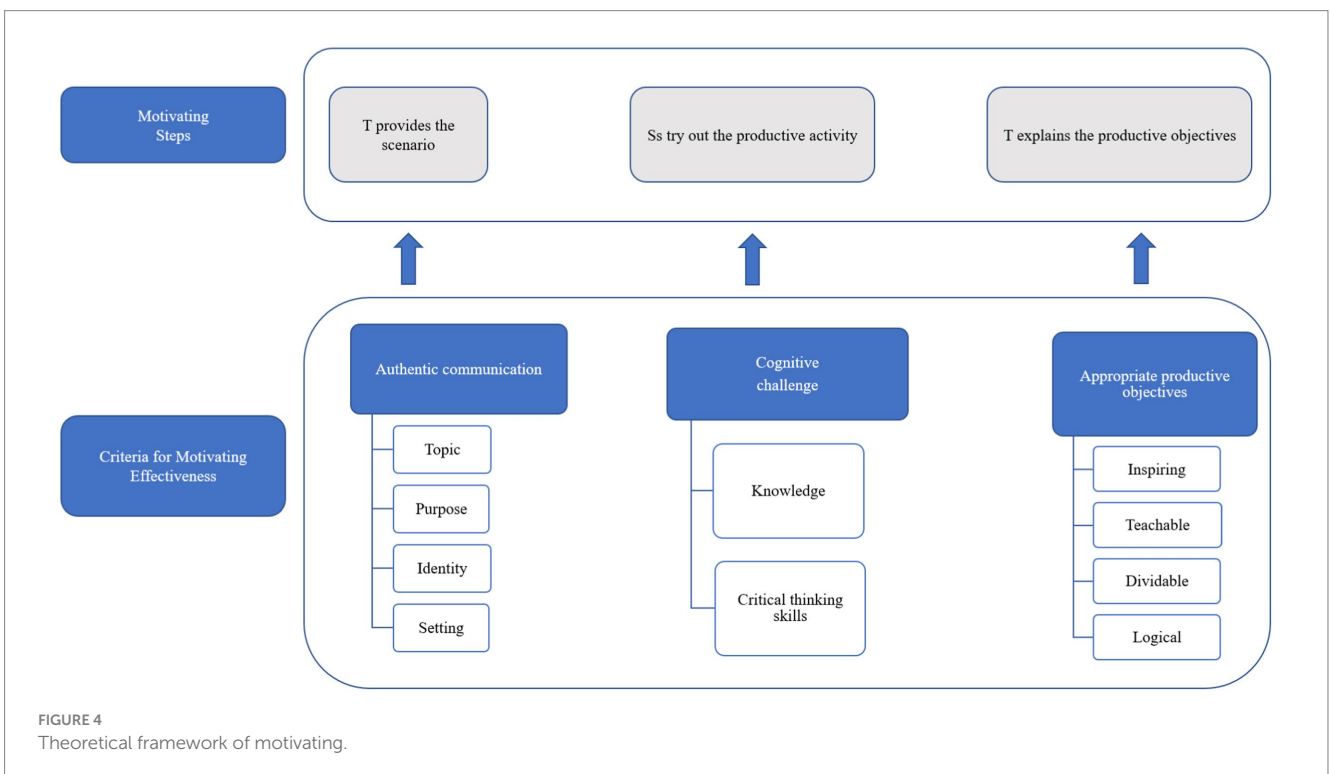 Motivating
Steps
T provides the
scenario
Ss try out the productive activity
T explains the productive objectives
Criteria for Motivating
Effectiveness
Authentic communication
Topic
Purpose
Identity
Setting
Cognitive
challenge
Knowledge
Critical thinking
skills
Appropriate productive
objectives
Inspiring
Teachable
Dividable
Logical
FIGURE 4
Theoretical framework of motivating.